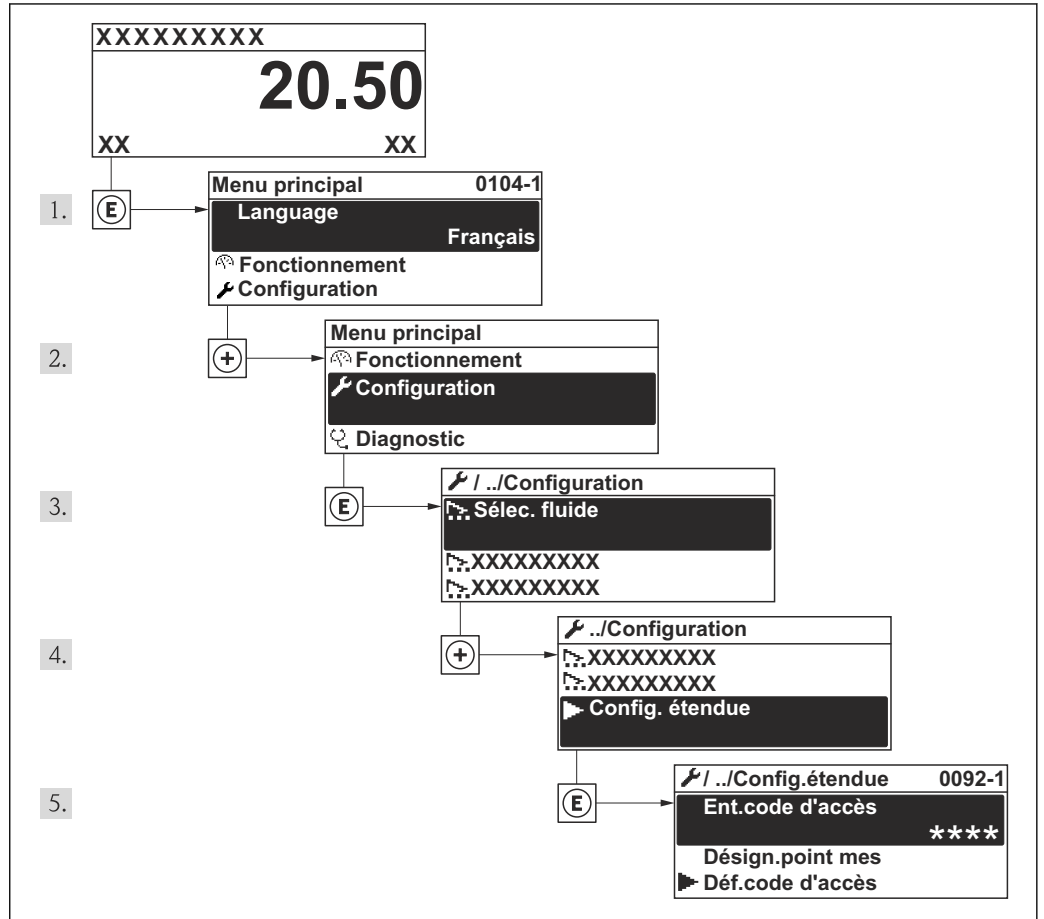 XXXXXXXXX
20.50
XX XX
1. E
Menu principal 0104-1
Language
Français
Fonctionnement
Configuration
2. +
Menu principal
Fonctionnement
Configuration
Diagnostic
3. E
/ ../Configuration
Sélec. fluide
XXXXXXXXX
XXXXXXXXX
4. +
../Configuration
XXXXXXXXX
XXXXXXXXX
Config. étendue
5. E
/ ../Config.étendue 0092-1
Ent.code d'accès
****
Désign.point mes
Déf.code d'accès